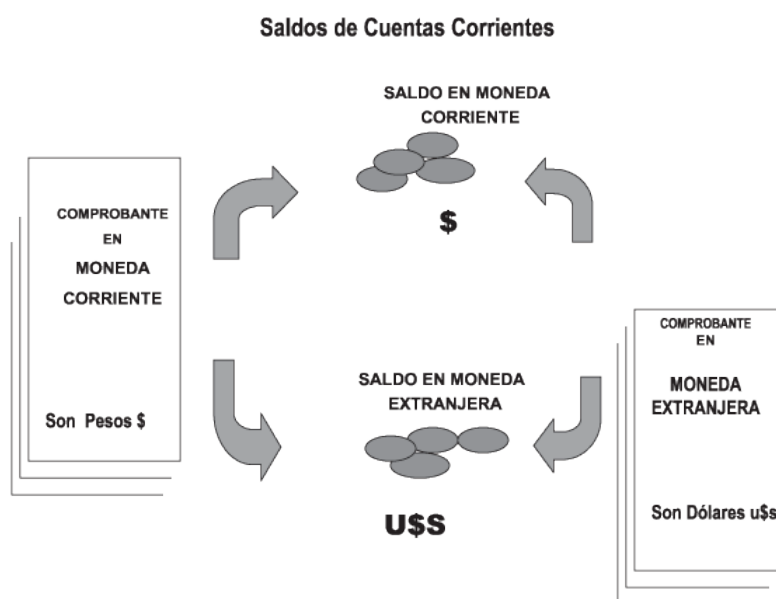 Saldos de Cuentas Corrientes
SALDO EN MONEDA
CORRIENTE
$
COMPROBANTE
EN
MONEDA
CORRIENTE
Son Pesos $
SALDO EN MONEDA
EXTRANJERA
U$S
COMPROBANTE
EN
MONEDA
EXTRANJERA
Son Dólares u$s